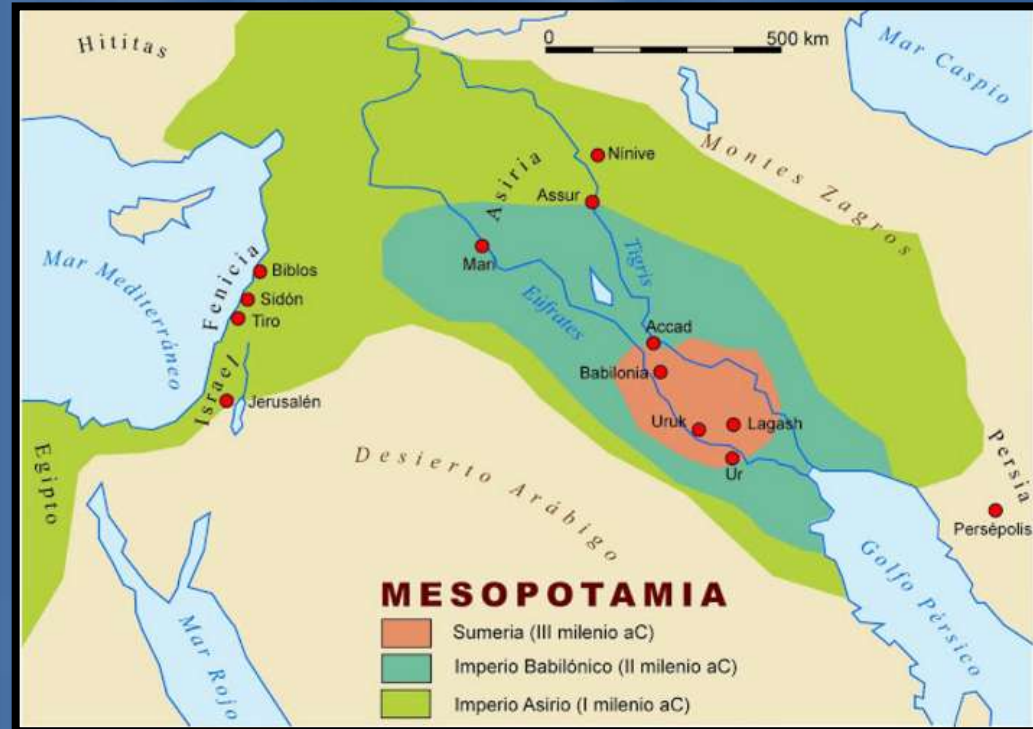 Hititas
0 500 km
Mar Caspio
Montes Zagros
Nínive
Asiria
Assur
Mari
Tigris
Eufrates
Mar Mediterráneo
Fenicia
Biblos
Sidón
Tiro
Accad
Babilonia
Uruk
Lagash
Ur
Israel
Jerusalén
Egipto
Desierto Arábigo
Persia
Persépolis
Golfo Pérsico
Mar Rojo
MESOPOTAMIA
Sumeria (III milenio aC)
Imperio Babilónico (II milenio aC)
Imperio Asirio (I milenio aC)